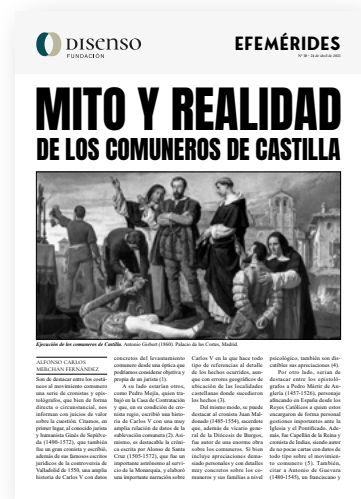 DISENSO
FUNDACIÓN
EFEMÉRIDES
MITO Y REALIDAD
DE LOS COMUNEROS DE CASTILLA
Ejecución de los comuneros de Castilla. Antonio Gisbert (1860). Palacio de las Cortes, Madrid.
ALFONSO CARLOS
MERCHÁN FERNÁNDEZ
Son de destacar entre los coetá-
neos al movimiento comunero
una serie de cronistas y epis-
tológrafos, que bien de forma
directa o circunstancial, nos
informan con juicios de valor
sobre la cuestión. Citamos, en
primer lugar, al conocido jurista
y humanista Ginés de Sepúlve-
da (1490-1572), que también
fue un gran cronista y escribió,
además de sus famosos escritos
jurídicos de la controversia de
Valladolid de 1550, una amplia
historia de Carlos V con datos
concretos del levantamiento
comunero desde una óptica que
podríamos considerar objetiva y
propia de un jurista (1).
A su lado estarían otros,
como Pedro Mejía, quien tra-
bajó en la Casa de Contratación
y que, en su condición de cro-
nista regio, escribió una histo-
ria de Carlos V con una muy
amplia relación de datos de la
sublevación comunera (2). Así-
mismo, es destacable la cróni-
ca escrita por Alonso de Santa
Cruz (1505-1572), que fue un
importante astrónomo al servi-
cio de la Monarquía, y elaboró
una importante narración sobre
Carlos V en la que hace todo
tipo de referencias al detalle
de los hechos ocurridos, aun-
que con errores geográficos de
ubicación de las localidades
castellanas donde sucedieron
los hechos (3).
Del mismo modo, se puede
destacar al cronista Juan Mal-
donado (1485-1554), sacerdote
que, además de vicario gene-
ral de la Diócesis de Burgos,
fue autor de una enorme obra
sobre los comuneros. Si bien
incluye apreciaciones dema-
siado personales y con detalles
muy concretos sobre los co-
muneros y sus familias a nivel
psicológico, también son dis-
cutibles sus apreciaciones (4).
Por otro lado, serían de
destacar entre los epistoló-
grafos a Pedro Mártir de An-
glería (1457-1526), personaje
afincado en España desde los
Reyes Católicos a quien estos
encargaron de forma personal
gestiones importantes ante la
Iglesia y el Pontificado. Ade-
más, fue Capellán de la Reina y
cronista de Indias, siendo autor
de no pocas cartas con datos de
todo tipo sobre el movimien-
to comunero (5). También,
citar a Antonio de Guevara
(1480-1545), un franciscano y